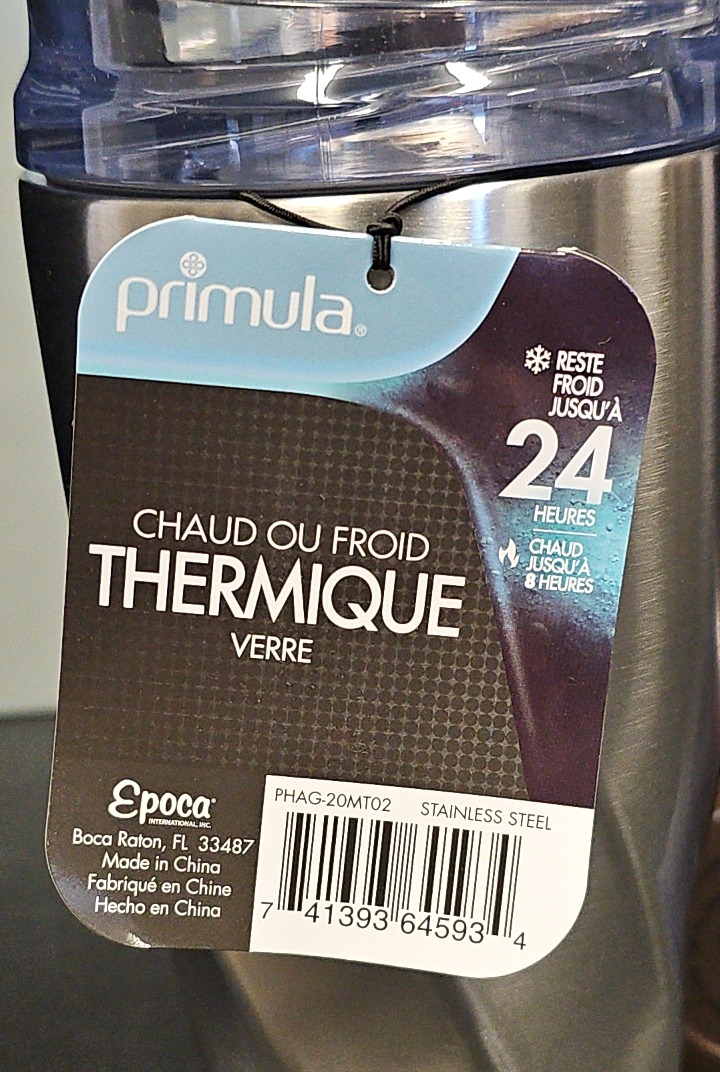 primula®
RESTE
FROID
JUSQU'À
24
HEURES
CHAUD
JUSQU'À
8 HEURES
CHAUD OU FROID
THERMIQUE
VERRE
Epoca®
INTERNATIONAL, INC.
Boca Raton, FL 33487
Made in China
Fabriqué en Chine
Hecho en China
PHAG-20MT02 STAINLESS STEEL
7 41393 64593 4